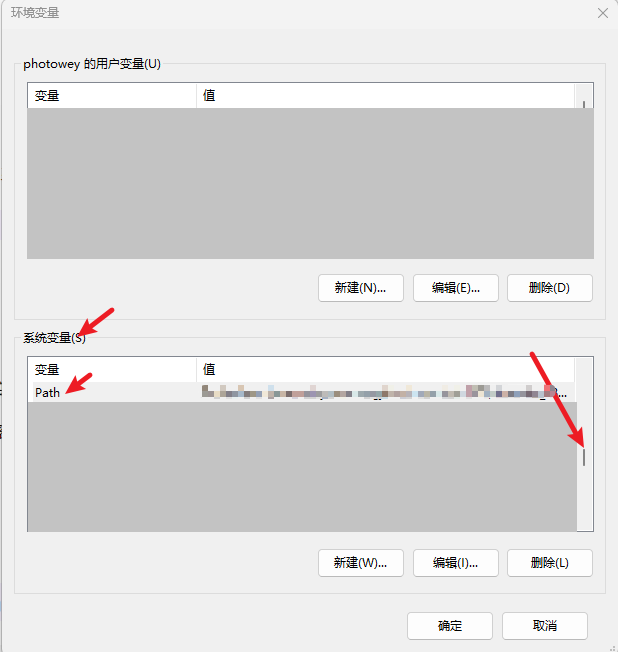 环境变量
photowey 的用户变量(U)
变量 值
新建(N)... 编辑(E)... 删除(D)
系统变量(S)
变量 值
Path
新建(W)... 编辑(I)... 删除(L)
确定 取消